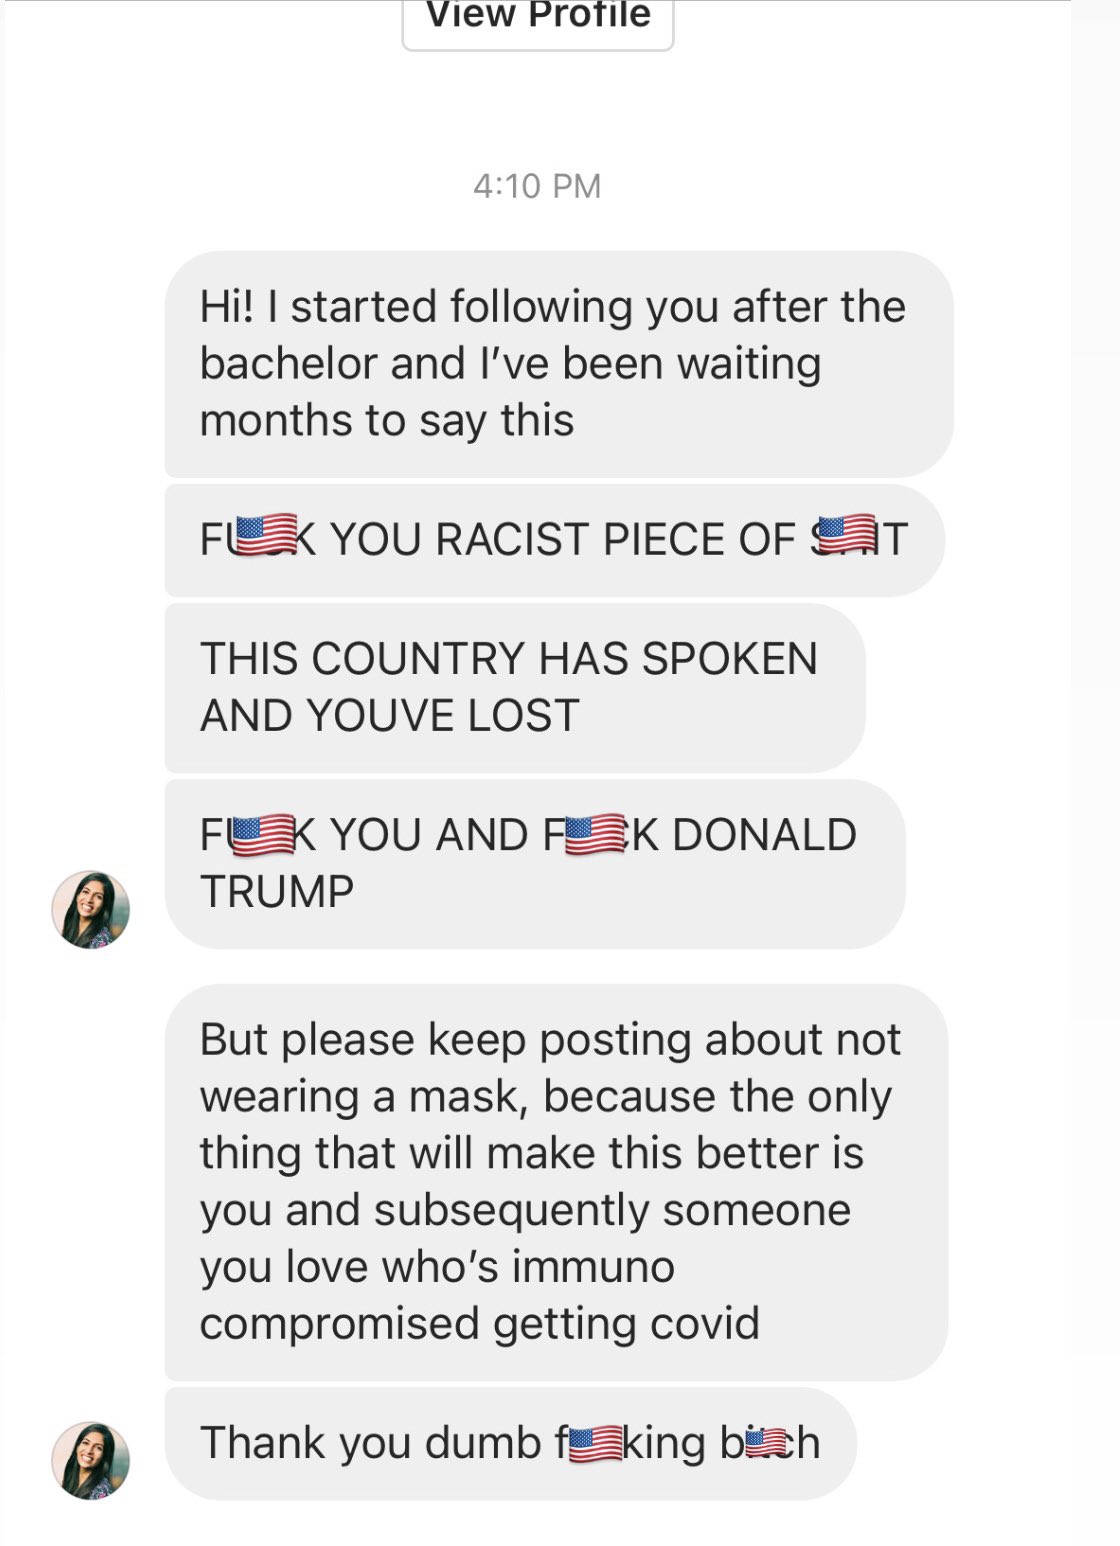 View Profile
4:10 PM
Hi! I started following you after the
bachelor and I've been waiting
months to say this
FU🇺🇸K YOU RACIST PIECE OF S🇺🇸IT
THIS COUNTRY HAS SPOKEN
AND YOUVE LOST
FU🇺🇸K YOU AND F🇺🇸CK DONALD
TRUMP
But please keep posting about not
wearing a mask, because the only
thing that will make this better is
you and subsequently someone
you love who's immuno
compromised getting covid
Thank you dumb f🇺🇸king bi🇺🇸ch